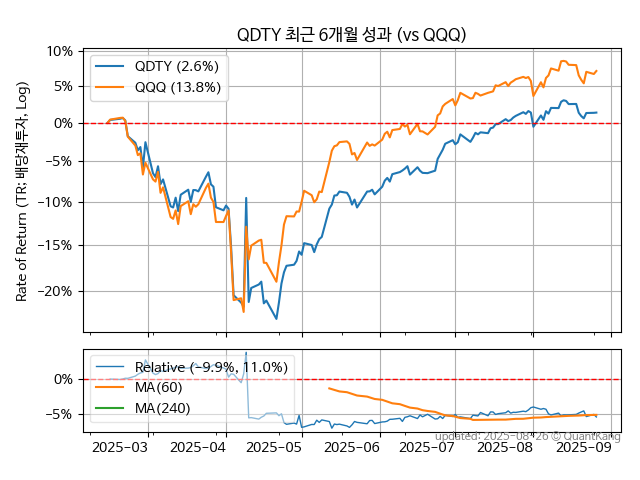 QDTY 최근 6개월 성과 (vs QQQ)
Rate of Return (TR: 배당재투자, Log)
10%
5%
0%
−5%
−10%
−15%
−20%
QDTY (2.6%)
QQQ (13.8%)
0%
−5%
Relative (−9.9%, 11.0%)
MA(60)
MA(240)
updated: 2025-08-26 © QuantKang
2025-03 2025-04 2025-05 2025-06 2025-07 2025-08 2025-09